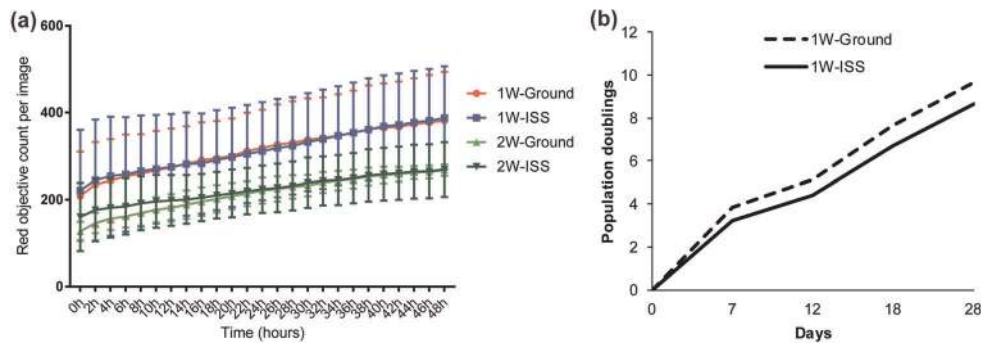 (a)
600
400
200
0
Red objective count per image
0h 2h 4h 6h 8h 10h 12h 14h 16h 18h 20h 22h 24h 26h 28h 30h 32h 34h 36h 38h 40h 42h 44h 46h 48h
Time (hours)
1W-Ground
1W-ISS
2W-Ground
2W-ISS
(b)
12
10
8
6
4
2
0
Population doublings
1W-Ground
1W-ISS
0 7 12 18 28
Days